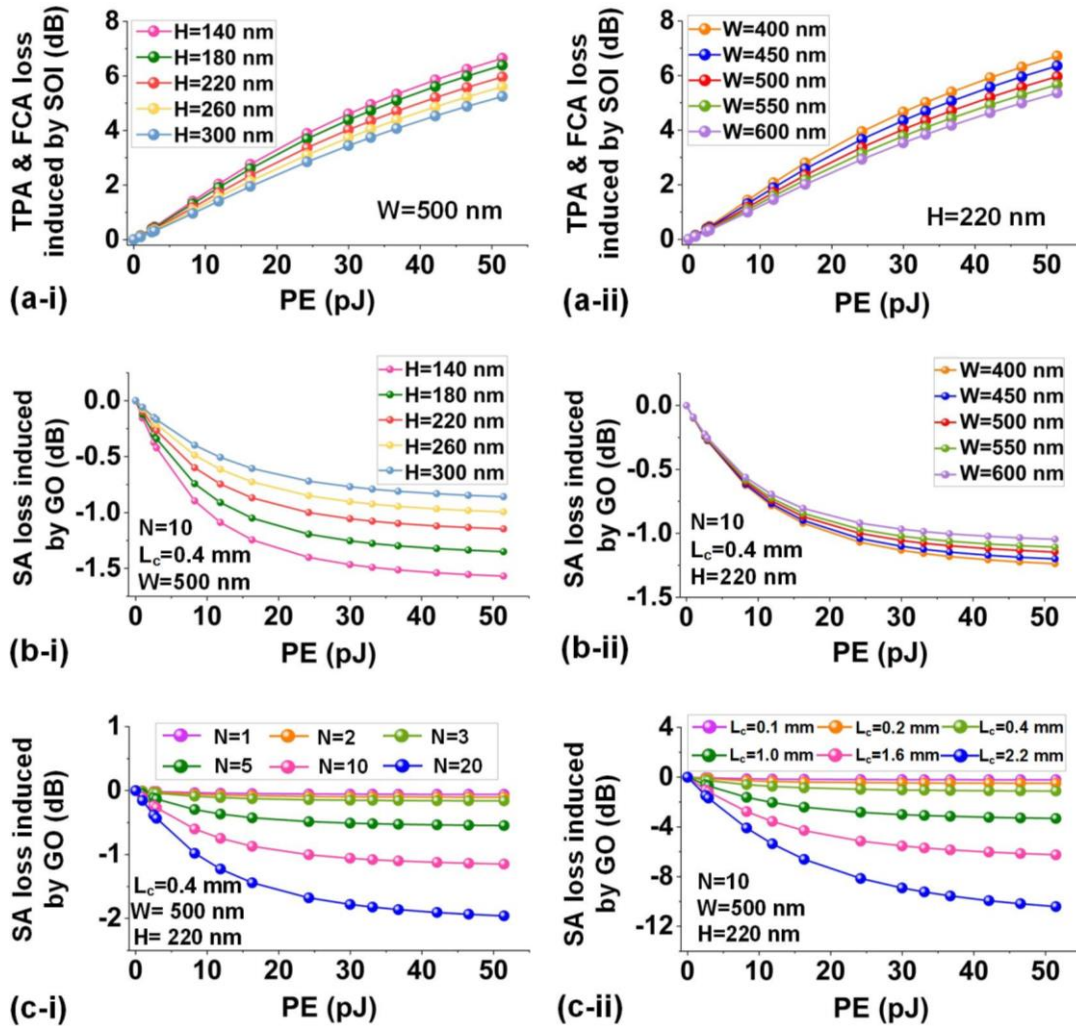 TPA & FCA loss
induced by SOI (dB)
8
6
4
2
0
H=140 nm
H=180 nm
H=220 nm
H=260 nm
H=300 nm
W=500 nm
0 10 20 30 40 50
PE (pJ)
(a-i)
TPA & FCA loss
induced by SOI (dB)
8
6
4
2
0
W=400 nm
W=450 nm
W=500 nm
W=550 nm
W=600 nm
H=220 nm
0 10 20 30 40 50
PE (pJ)
(a-ii)
SA loss induced
by GO (dB)
0.0
-0.5
-1.0
-1.5
H=140 nm
H=180 nm
H=220 nm
H=260 nm
H=300 nm
N=10
Lc=0.4 mm
W=500 nm
0 10 20 30 40 50
PE (pJ)
(b-i)
SA loss induced
by GO (dB)
0.0
-0.5
-1.0
-1.5
W=400 nm
W=450 nm
W=500 nm
W=550 nm
W=600 nm
N=10
Lc=0.4 mm
H=220 nm
0 10 20 30 40 50
PE (pJ)
(b-ii)
SA loss induced
by GO (dB)
1
0
-1
-2
N=1 N=2 N=3
N=5 N=10 N=20
Lc=0.4 mm
W= 500 nm
H= 220 nm
0 10 20 30 40 50
PE (pJ)
(c-i)
SA loss induced
by GO (dB)
4
0
-4
-8
-12
Lc=0.1 mm Lc=0.2 mm Lc=0.4 mm
Lc=1.0 mm Lc=1.6 mm Lc=2.2 mm
N=10
W=500 nm
H=220 nm
0 10 20 30 40 50
PE (pJ)
(c-ii)